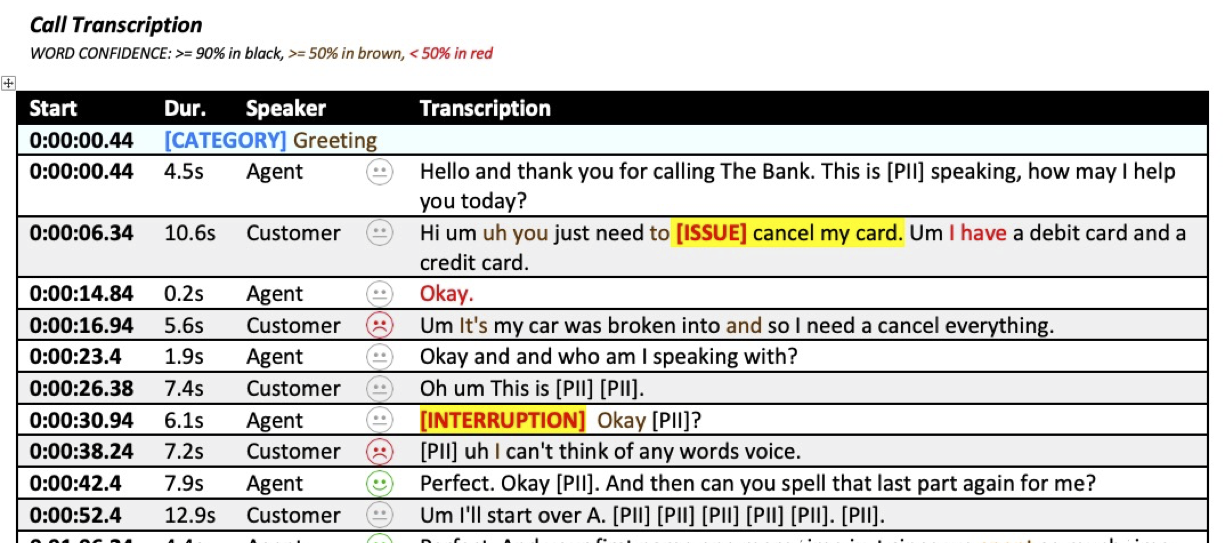 Call Transcription
WORD CONFIDENCE: >= 90% in black, >= 50% in brown, < 50% in red
Start Dur. Speaker Transcription
0:00:00.44 [CATEGORY] Greeting
0:00:00.44 4.5s Agent Hello and thank you for calling The Bank. This is [PII] speaking, how may I help
you today?
0:00:06.34 10.6s Customer Hi um uh you just need to [ISSUE] cancel my card. Um I have a debit card and a
credit card.
0:00:14.84 0.2s Agent Okay.
0:00:16.94 5.6s Customer Um It's my car was broken into and so I need a cancel everything.
0:00:23.4 1.9s Agent Okay and and who am I speaking with?
0:00:26.38 7.4s Customer Oh um This is [PII] [PII].
0:00:30.94 6.1s Agent [INTERRUPTION] Okay [PII]?
0:00:38.24 7.2s Customer [PII] uh I can't think of any words voice.
0:00:42.4 7.9s Agent Perfect. Okay [PII]. And then can you spell that last part again for me?
0:00:52.4 12.9s Customer Um I'll start over A. [PII] [PII] [PII] [PII] [PII]. [PII].